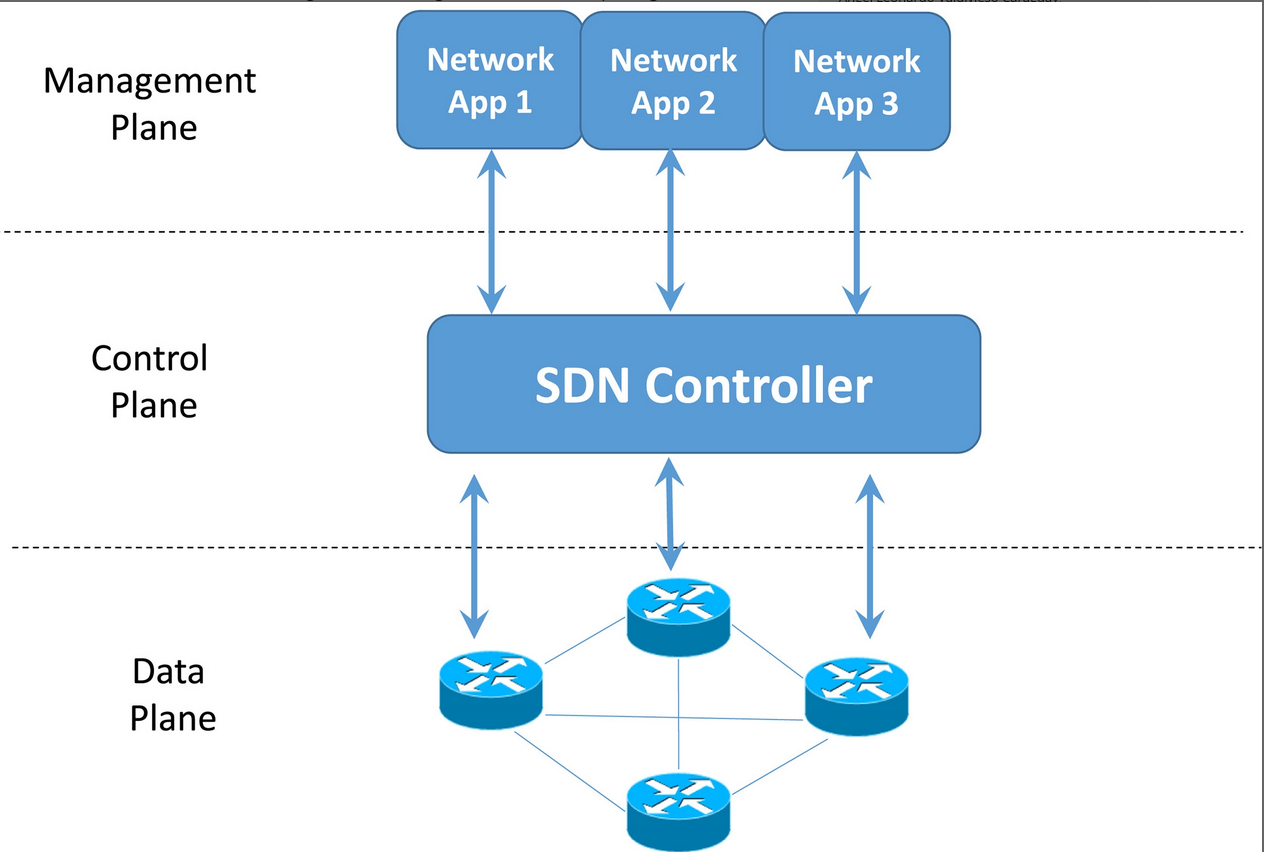 Management
Plane
Network
App 1
Network
App 2
Network
App 3
Control
Plane
SDN Controller
Data
Plane